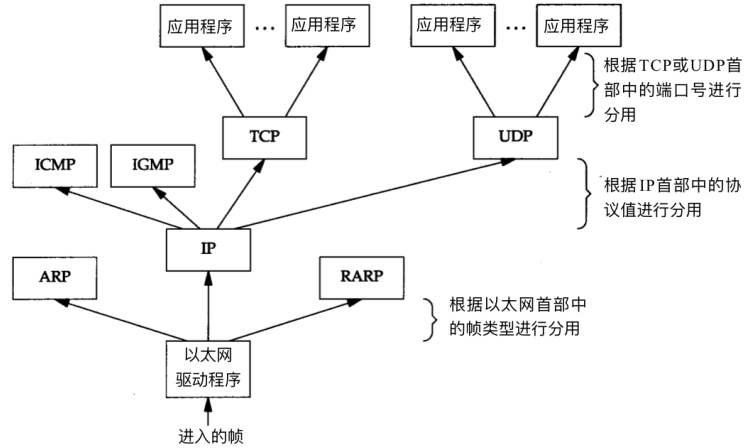 应用程序 … 应用程序 应用程序 … 应用程序
根据TCP或UDP首
部中的端口号进行
分用
TCP UDP
ICMP IGMP
根据IP首部中的协
议值进行分用
IP
ARP RARP
根据以太网首部中
的帧类型进行分用
以太网
驱动程序
进入的帧